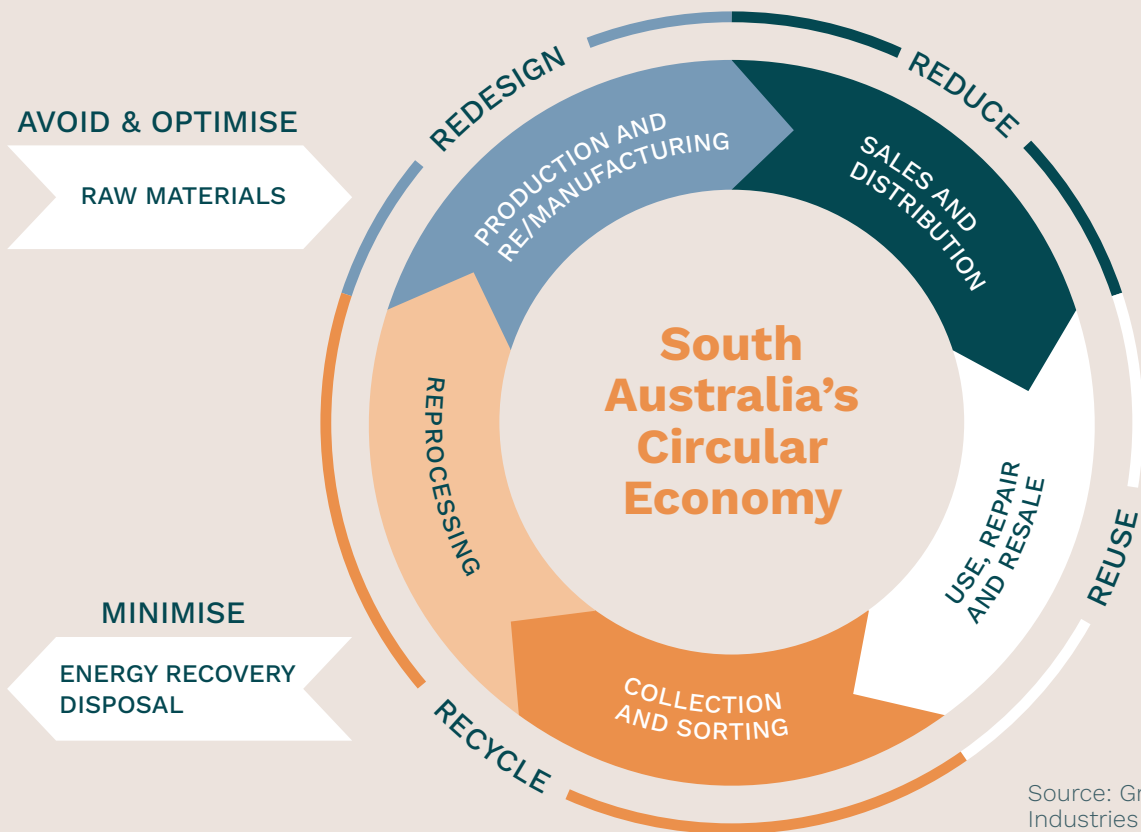 AVOID & OPTIMISE
RAW MATERIALS
REDESIGN
REDUCE
PRODUCTION AND
RE/MANUFACTURING
SALES AND
DISTRIBUTION
South
Australia's
Circular
Economy
REPROCESSING
USE, REPAIR
AND RESALE
REUSE
MINIMISE
ENERGY RECOVERY
DISPOSAL
COLLECTION
AND SORTING
RECYCLE
Source:
Industries